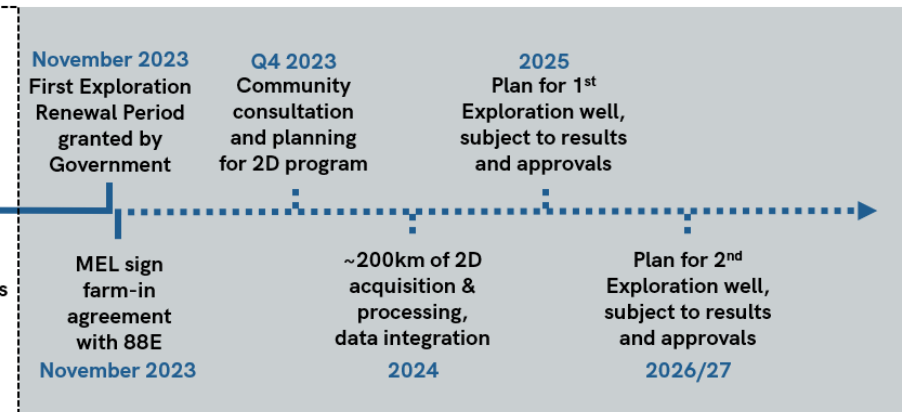 November 2023
First Exploration
Renewal Period
granted by
Government
Q4 2023
Community
consultation
and planning
for 2D program
2025
Plan for 1st
Exploration well,
subject to results
and approvals
s
MEL sign
farm-in
agreement
with 88E
November 2023
~200km of 2D
acquisition &
processing,
data integration
2024
Plan for 2nd
Exploration well,
subject to results
and approvals
2026/27